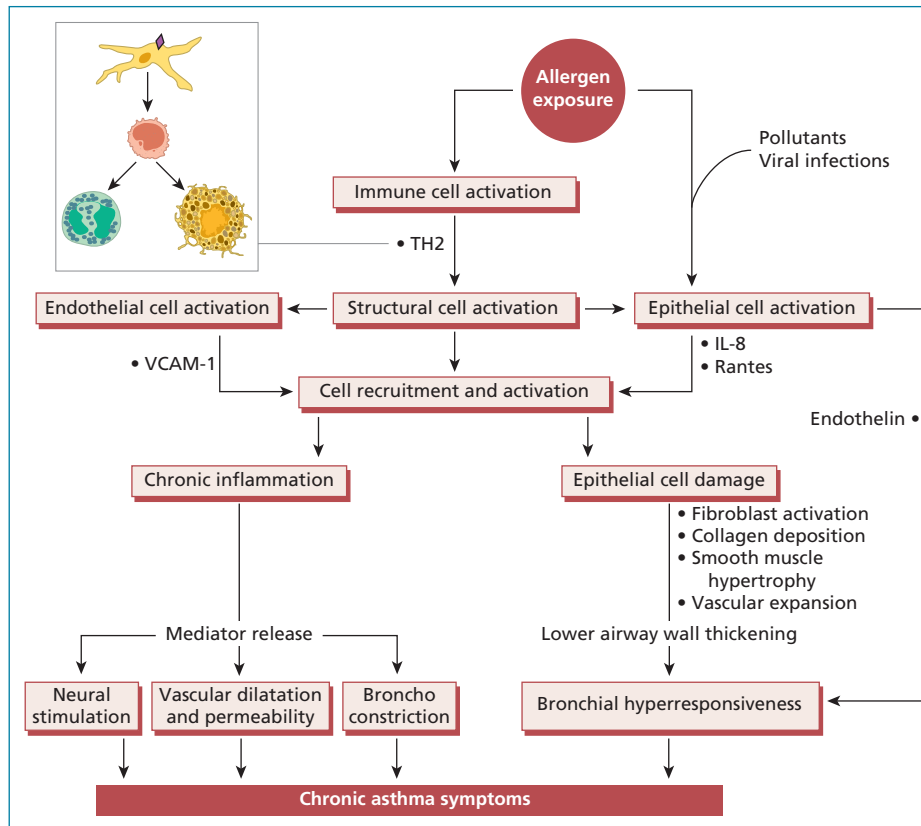 Allergen
exposure
Pollutants
Viral infections
Immune cell activation
• TH2
Endothelial cell activation
Structural cell activation
Epithelial cell activation
• VCAM-1
• IL-8
• Rantes
Cell recruitment and activation
Endothelin •
Chronic inflammation
Epithelial cell damage
• Fibroblast activation
• Collagen deposition
• Smooth muscle
hypertrophy
• Vascular expansion
Mediator release
Lower airway wall thickening
Neural
stimulation
Vascular dilatation
and permeability
Broncho
constriction
Bronchial hyperresponsiveness
Chronic asthma symptoms